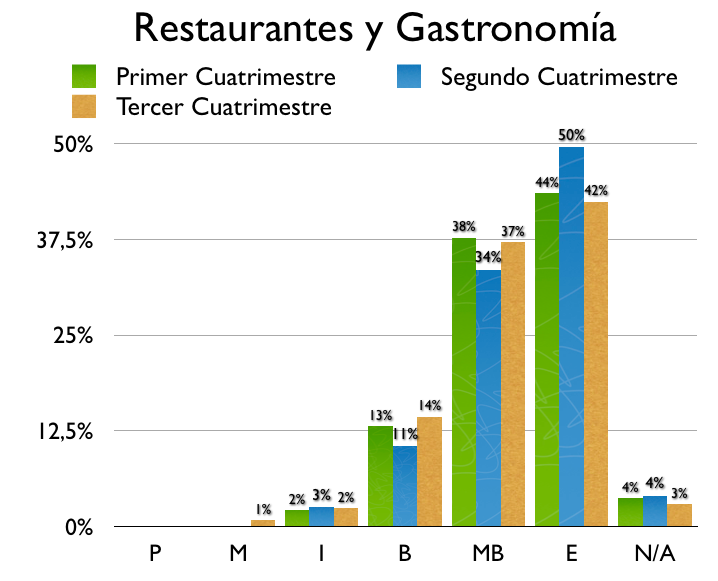 Restaurantes y Gastronomía
Primer Cuatrimestre Segundo Cuatrimestre
Tercer Cuatrimestre
50%
37,5%
25%
12,5%
0%
1%
2% 3% 2%
13% 11% 14%
38% 34% 37%
44% 50% 42%
4% 4% 3%
P M I B MB E N/A